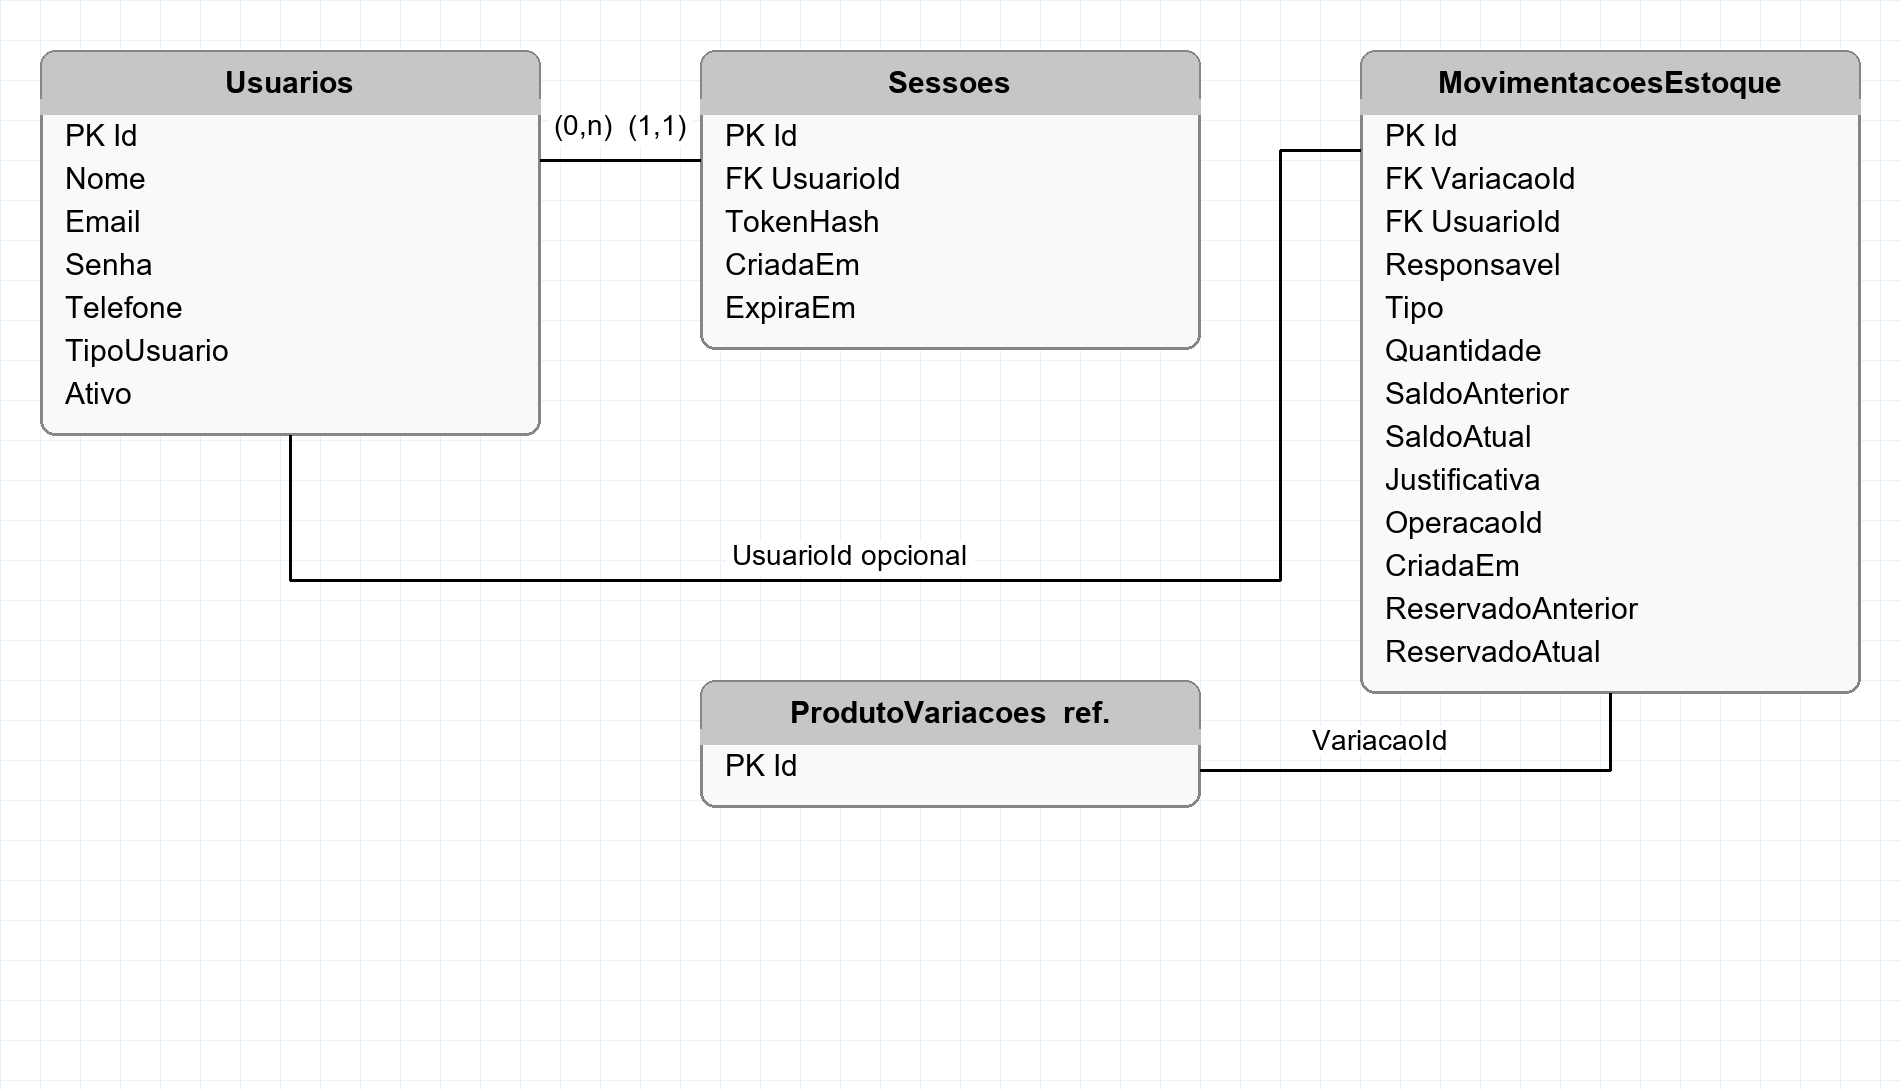 Usuarios
PK Id
Nome
Email
Senha
Telefone
TipoUsuario
Ativo
(0,n) (1,1)
Sessoes
PK Id
FK UsuarioId
TokenHash
CriadaEm
ExpiraEm
MovimentacoesEstoque
PK Id
FK VariacaoId
FK UsuarioId
Responsavel
Tipo
Quantidade
SaldoAnterior
SaldoAtual
Justificativa
OperacaoId
CriadaEm
ReservadoAnterior
ReservadoAtual
UsuarioId opcional
ProdutoVariacoes ref.
PK Id
VariacaoId